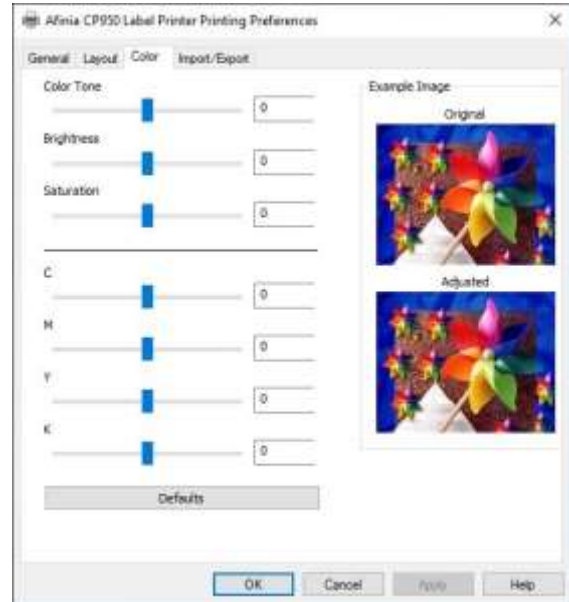 Afinia CP950 Label Printer Printing Preferences
General Layout Color Import/Export
Color Tone
0
Brightness
0
Saturation
0
C
0
M
0
Y
0
K
0
Defaults
Example Image
Original
Adjusted
OK Cancel Apply Help